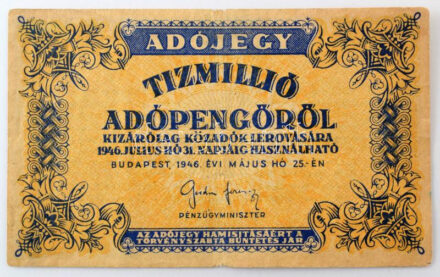 ADÓJEGY
TIZMILLIÓ
ADÓPENGŐRŐL
KIZÁRÓLAG KÖZADÓK LEROVÁSÁRA
1946.JULIUS HÓ 31. NAPJÁIG HASZNÁLHATÓ
BUDAPEST, 1946. ÉVI MÁJUS HÓ 25-ÉN
PÉNZÜGYMINISZTER
AZ ADÓJEGY HAMISITÁSÁÉRT A
TÖRVÉNYSZABTA BÜNTETÉS JÁR